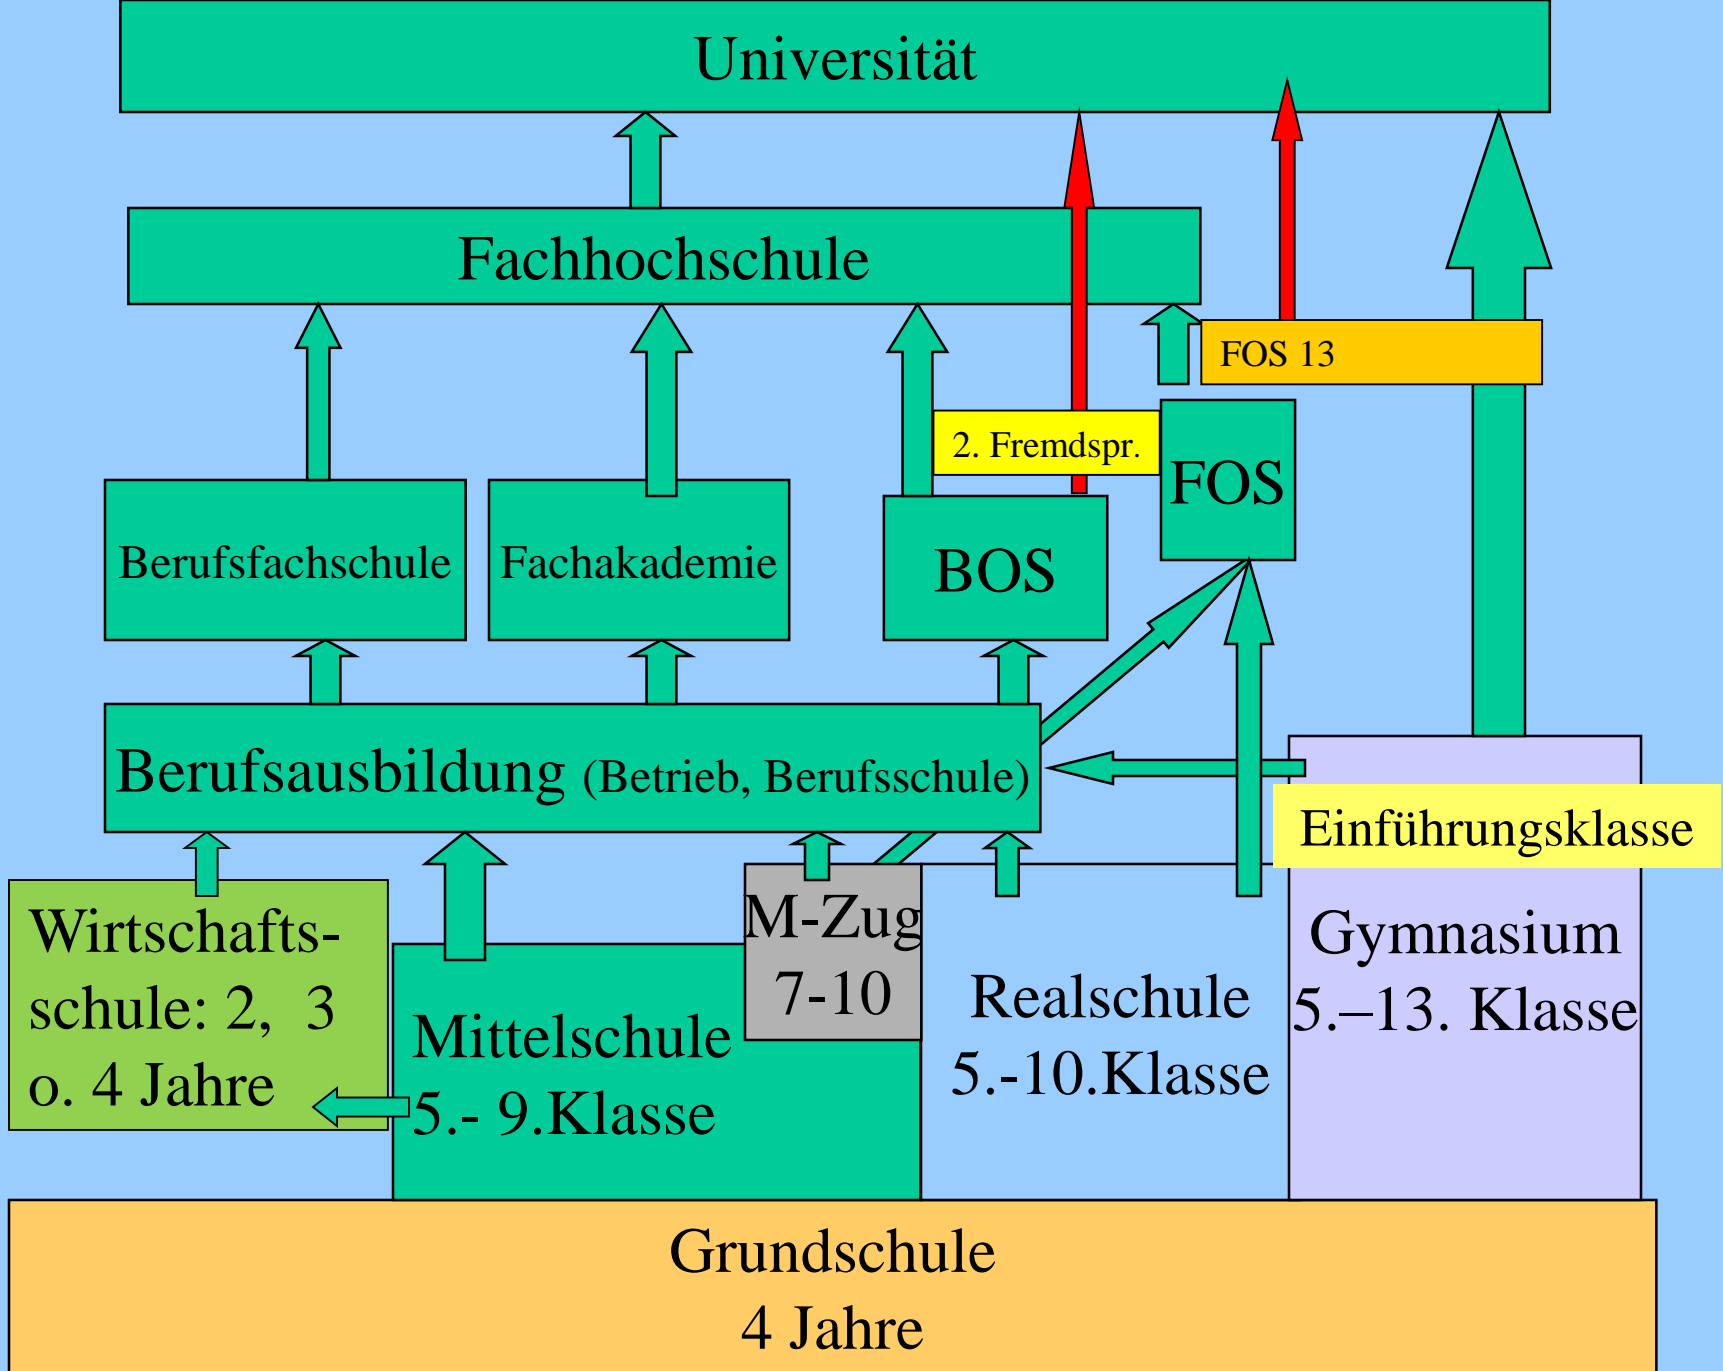 Universität
Fachhochschule
FOS 13
2. Fremdspr.
FOS
Berufsfachschule
Fachakademie
BOS
Berufsausbildung (Betrieb, Berufsschule)
Einführungsklasse
Wirtschafts-
schule: 2,  3
o. 4 Jahre
Mittelschule
5.- 9.Klasse
M-Zug
7-10
Realschule
5.-10.Klasse
Gymnasium
5.–13. Klasse
Grundschule
4 Jahre